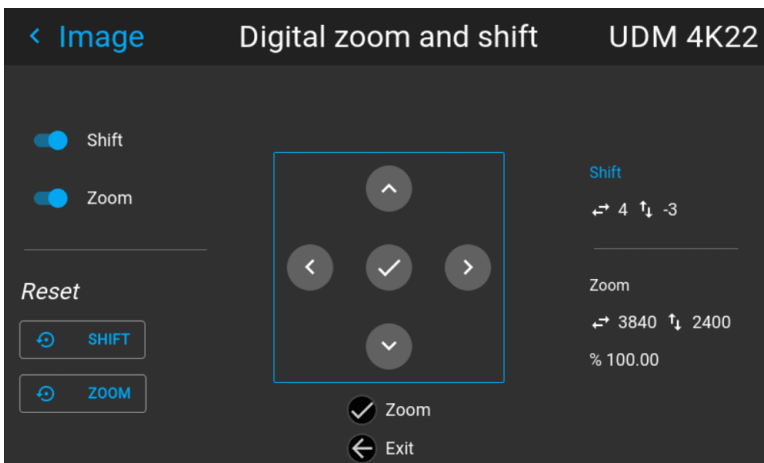 Image
Digital zoom and shift
UDM 4K22
Shift
Zoom
Reset
SHIFT
ZOOM
Zoom
Exit
Shift
4 -3
Zoom
3840 2400
% 100.00